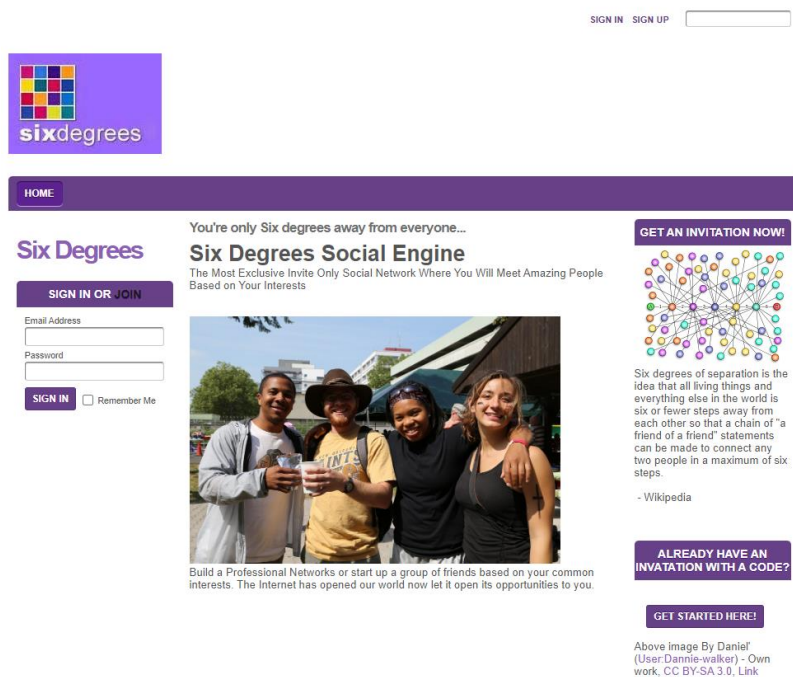 SIGN IN SIGN UP
sixdegrees
HOME
Six Degrees
SIGN IN OR JOIN
Email Address
Password
SIGN IN Remember Me
You're only Six degrees away from everyone...
Six Degrees Social Engine
The Most Exclusive Invite Only Social Network Where You Will Meet Amazing People
Based on Your Interests
Build a Professional Networks or start up a group of friends based on your common
interests. The Internet has opened our world now let it open its opportunities to you.
GET AN INVITATION NOW!
Six degrees of separation is the
idea that all living things and
everything else in the world is
six or fewer steps away from
each other so that a chain of "a
friend of a friend" statements
can be made to connect any
two people in a maximum of six
steps.
- Wikipedia
ALREADY HAVE AN
INVATATION WITH A CODE?
GET STARTED HERE!
Above image By Daniel'
(User:Dannie-walker) - Own
work, CC BY-SA 3.0, Link